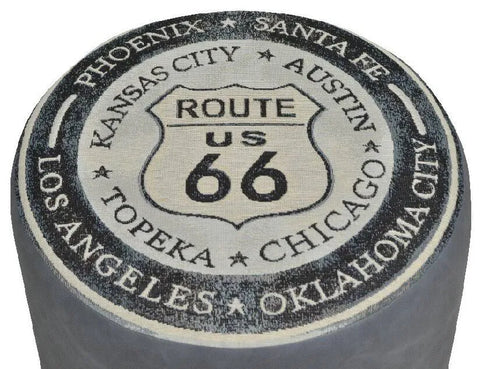 PHOENIX ★ SANTA FE
LOS ANGELES ★ OKLAHOMA CITY
KANSAS CITY ★ AUSTIN
★ TOPEKA ★ CHICAGO ★
ROUTE
US
66